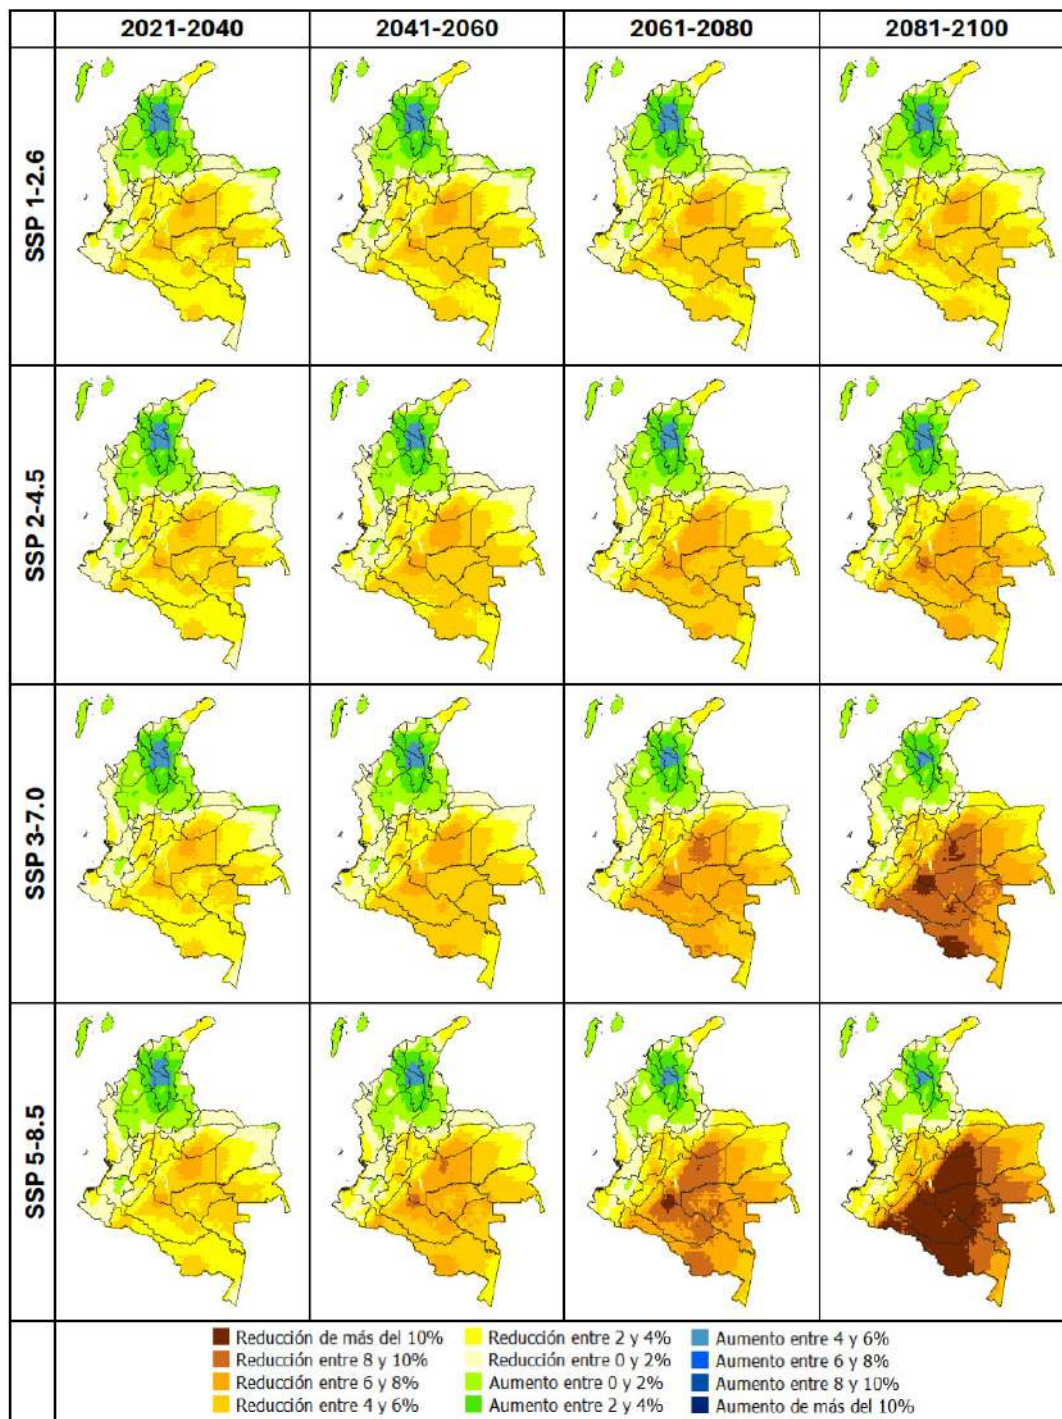 2021-2040 2041-2060 2061-2080 2081-2100
SSP 1-2.6
SSP 2-4.5
SSP 3-7.0
SSP 5-8.5
Reducción de más del 10% Reducción entre 2 y 4% Aumento entre 4 y 6%
Reducción entre 8 y 10% Reducción entre 0 y 2% Aumento entre 6 y 8%
Reducción entre 6 y 8% Aumento entre 0 y 2% Aumento entre 8 y 10%
Reducción entre 4 y 6% Aumento entre 2 y 4% Aumento de más del 10%